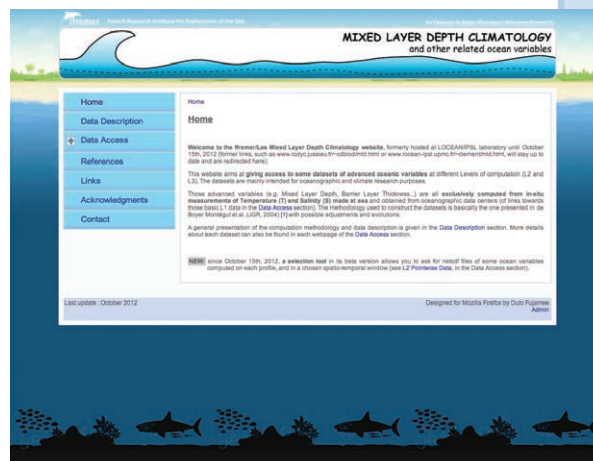 Ifremer French Research Institute for Exploration of the Sea
MIXED LAYER DEPTH CLIMATOLOGY
and other related ocean variables
Home
Data Description
Data Access
References
Links
Acknowledgments
Contact
Home
Home
Welcome to the Ifremer/Los Mixed Layer Depth Climatology website, formerly hosted at LOCEAN/IPSL laboratory until October
15th, 2012 (former links, such as www.lodyc.jussieu.fr/~cdblod/mld.html or www.locean-ipsl.upmc.fr/~clement/mld.html, will stay up to
date and are redirected here).
This website aims at giving access to some datasets of advanced oceanic variables at different Levels of computation (L2 and
L3). The datasets are mainly intended for oceanographic and climate research purposes.
Those advanced variables (e.g. Mixed Layer Depth, Barrier Layer Thickness...) are all exclusively computed from in-situ
measurements of Temperature (T) and Salinity (S) made at sea and obtained from oceanographic data centers (cf links towards
those basic L1 data in the Data Access section). The methodology used to construct the datasets is basically the one presented in de
Boyer Montégut et al. (JGR, 2004) [1] with possible adjustments and evolutions.
A general presentation of the computation methodology and data description is given in the Data Description section. More details
about each dataset can also be found in each webpage of the Data Access section.
NEW: since October 15th, 2012, a selection tool in its beta version allows you to ask for netcdf files of some ocean variables
computed on each profile, and in a chosen spatio-temporal window (see L2 Pointwise Data, in the Data Access section).
Last update : October 2012
Designed for Mozilla Firefox by Duto Fujamee
Admin